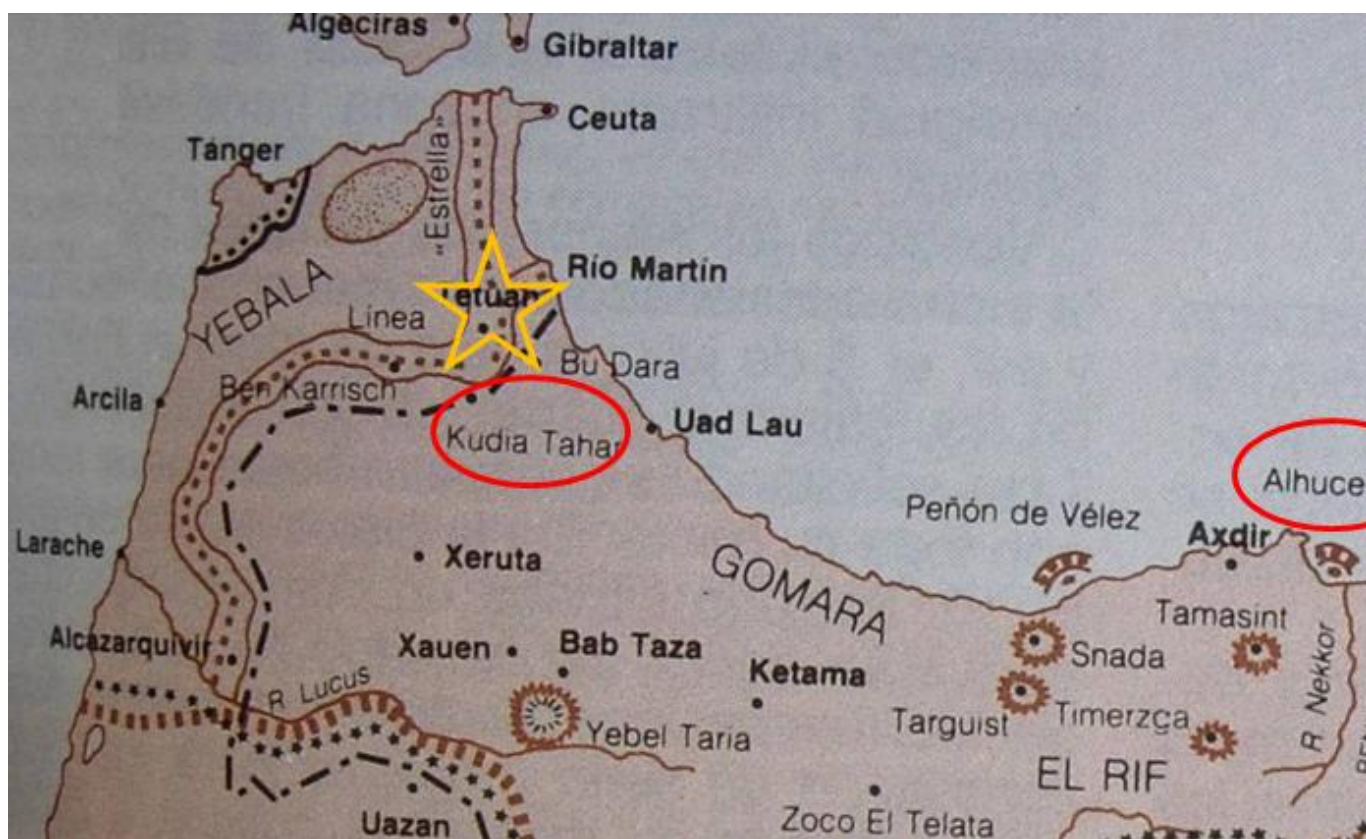 Algeciras
Gibraltar
Ceuta
Tánger
"Estrella"
Río Martín
Tetuán
YEBALA
Línea
Bu Dara
Ben Karrisch
Arcila
Kudia Tahar
Uad Lau
Alhuce
Peñón de Vélez
Axdir
Larache
Xeruta
GOMARA
Tamasint
Alcazarquivir
Xauen
Bab Taza
Snada
R. Nekkor
Ketama
R. Lucus
Targuist
Timerzga
Yebel Taria
EL RIF
Uazan
Zoco El Telata